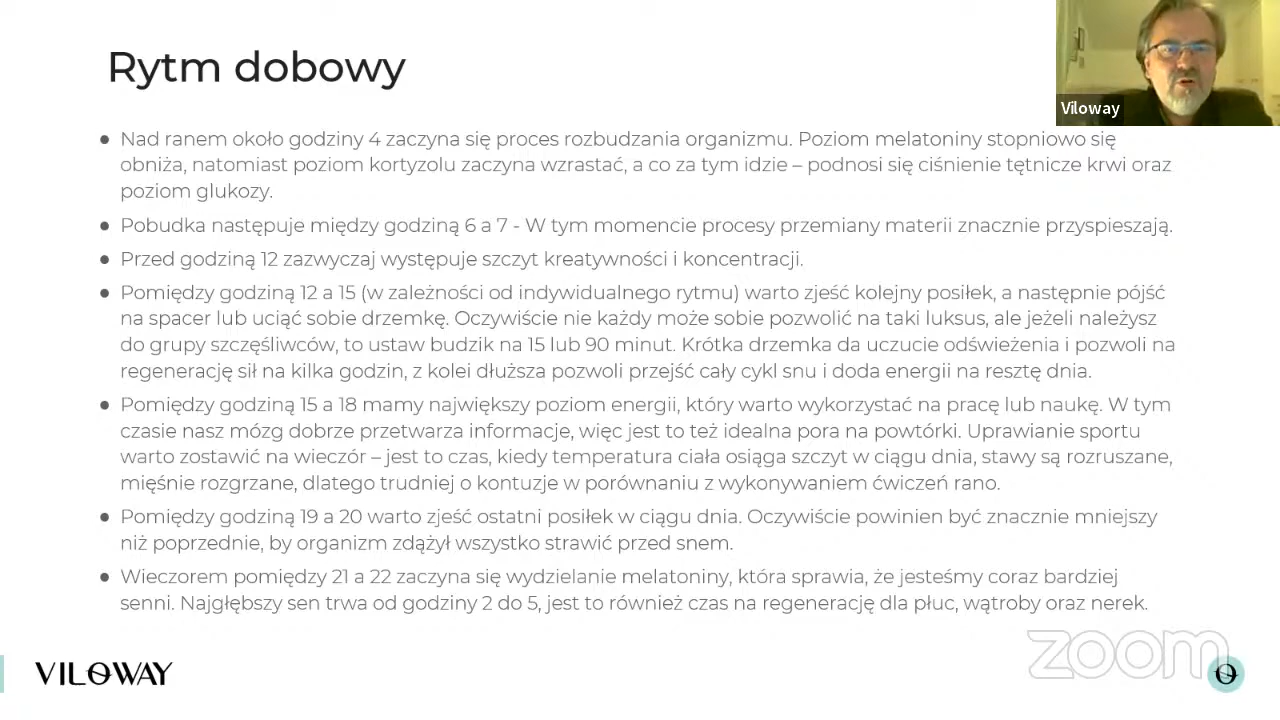 Rytm dobowy
Viloway
● Nad ranem około godziny 4 zaczyna się proces rozbudzania organizmu. Poziom melatoniny stopniowo się
obniża, natomiast poziom kortyzolu zaczyna wzrastać, a co za tym idzie – podnosi się ciśnienie tętnicze krwi oraz
poziom glukozy.
● Pobudka następuje między godziną 6 a 7 - W tym momencie procesy przemiany materii znacznie przyspieszają.
● Przed godziną 12 zazwyczaj występuje szczyt kreatywności i koncentracji.
● Pomiędzy godziną 12 a 15 (w zależności od indywidualnego rytmu) warto zjeść kolejny posiłek, a następnie pójść
na spacer lub uciąć sobie drzemkę. Oczywiście nie każdy może sobie pozwolić na taki luksus, ale jeżeli należysz
do grupy szczęśliwców, to ustaw budzik na 15 lub 90 minut. Krótka drzemka da uczucie odświeżenia i pozwoli na
regenerację sił na kilka godzin, z kolei dłuższa pozwoli przejść cały cykl snu i doda energii na resztę dnia.
● Pomiędzy godziną 15 a 18 mamy największy poziom energii, który warto wykorzystać na pracę lub naukę. W tym
czasie nasz mózg dobrze przetwarza informacje, więc jest to też idealna pora na powtórki. Uprawianie sportu
warto zostawić na wieczór – jest to czas, kiedy temperatura ciała osiąga szczyt w ciągu dnia, stawy są rozruszane,
mięśnie rozgrzane, dlatego trudniej o kontuzje w porównaniu z wykonywaniem ćwiczeń rano.
● Pomiędzy godziną 19 a 20 warto zjeść ostatni posiłek w ciągu dnia. Oczywiście powinien być znacznie mniejszy
niż poprzednie, by organizm zdążył wszystko strawić przed snem.
● Wieczorem pomiędzy 21 a 22 zaczyna się wydzielanie melatoniny, która sprawia, że jesteśmy coraz bardziej
senni. Najgłębszy sen trwa od godziny 2 do 5, jest to również czas na regenerację dla płuc, wątroby oraz nerek.
zoom
VILOWAY